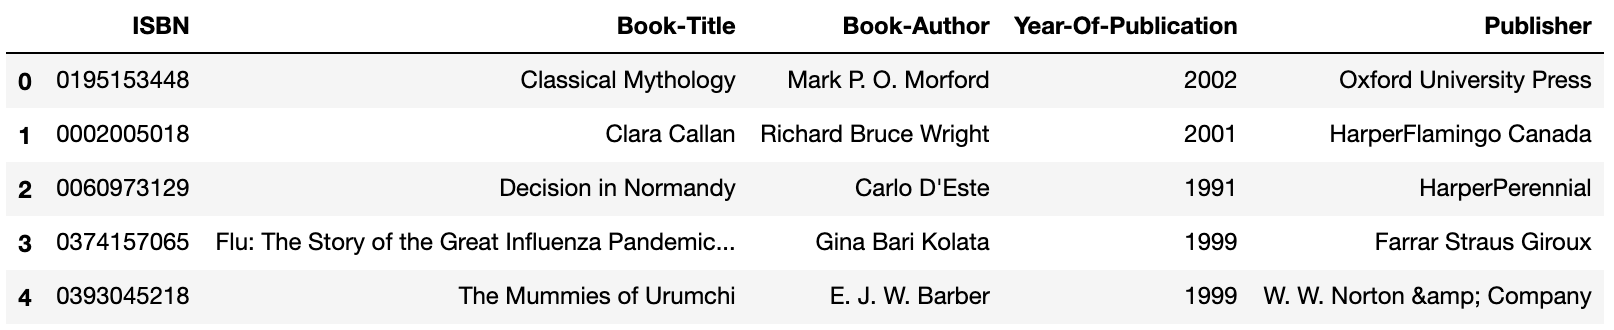 ISBN Book-Title Book-Author Year-Of-Publication Publisher
0 0195153448 Classical Mythology Mark P. O. Morford 2002 Oxford University Press
1 0002005018 Clara Callan Richard Bruce Wright 2001 HarperFlamingo Canada
2 0060973129 Decision in Normandy Carlo D'Este 1991 HarperPerennial
3 0374157065 Flu: The Story of the Great Influenza Pandemic... Gina Bari Kolata 1999 Farrar Straus Giroux
4 0393045218 The Mummies of Urumchi E. J. W. Barber 1999 W. W. Norton &amp; Company